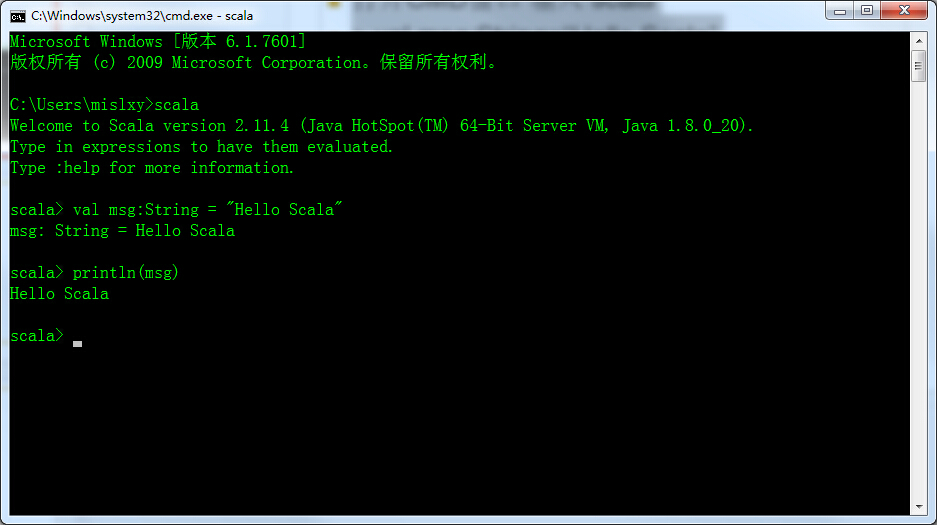 C:\Windows\system32\cmd.exe - scala
Microsoft Windows [版本 6.1.7601]
版权所有 (c) 2009 Microsoft Corporation。保留所有权利。
C:\Users\mislxy>scala
Welcome to Scala version 2.11.4 (Java HotSpot(TM) 64-Bit Server VM, Java 1.8.0_20).
Type in expressions to have them evaluated.
Type :help for more information.
scala> val msg:String = "Hello Scala"
msg: String = Hello Scala
scala> println(msg)
Hello Scala
scala>